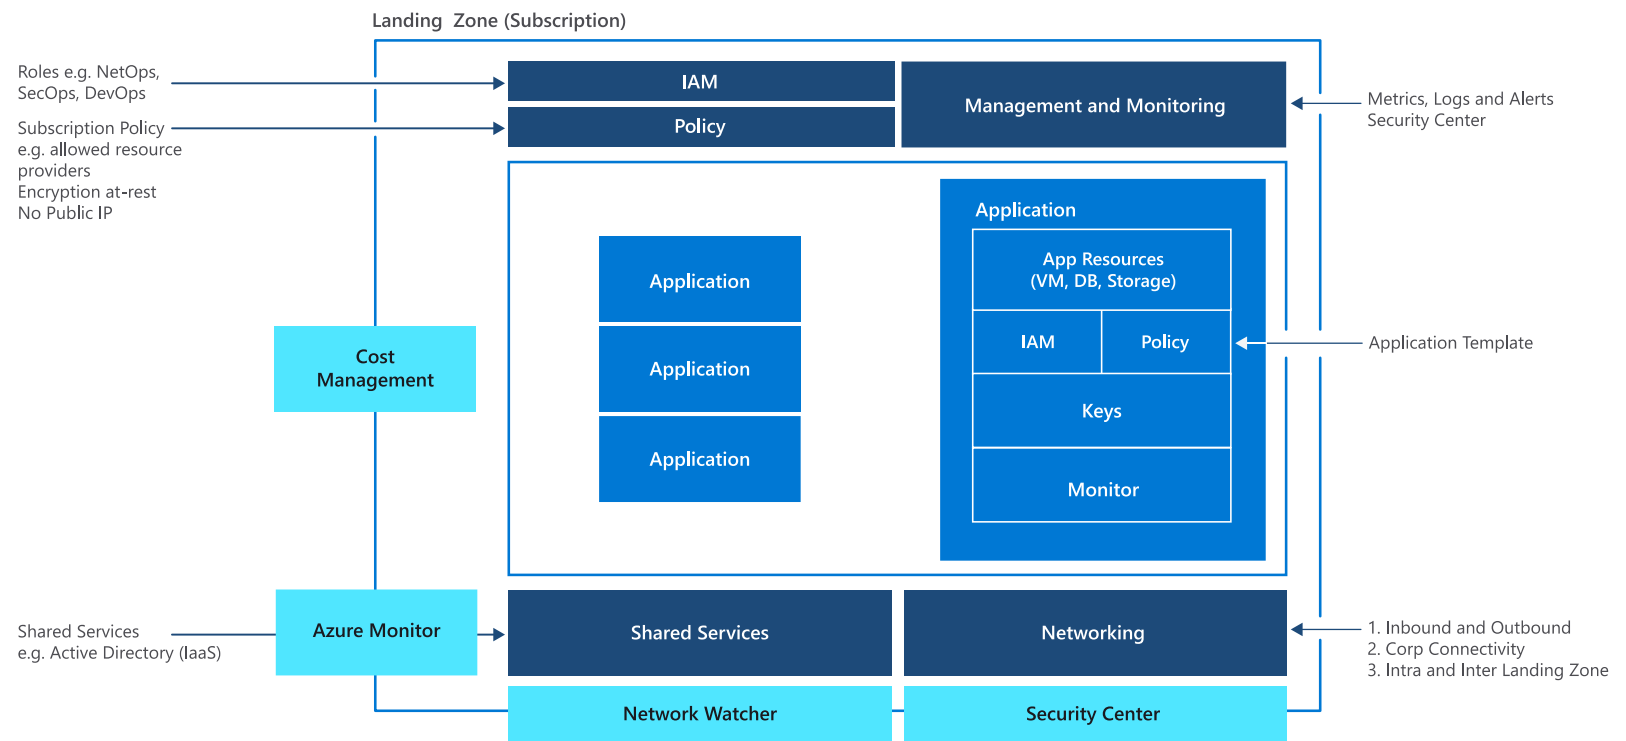 Landing Zone (Subscription)
Roles e.g. NetOps,
SecOps, DevOps
Subscription Policy
e.g. allowed resource
providers
Encryption at-rest
No Public IP
IAM
Policy
Management and Monitoring
Metrics, Logs and Alerts
Security Center
Application
Application
Application
Application
App Resources
(VM, DB, Storage)
IAM
Policy
Keys
Monitor
Application Template
Cost
Management
Azure Monitor
Shared Services
e.g. Active Directory (IaaS)
Shared Services
Networking
1. Inbound and Outbound
2. Corp Connectivity
3. Intra and Inter Landing Zone
Network Watcher
Security Center